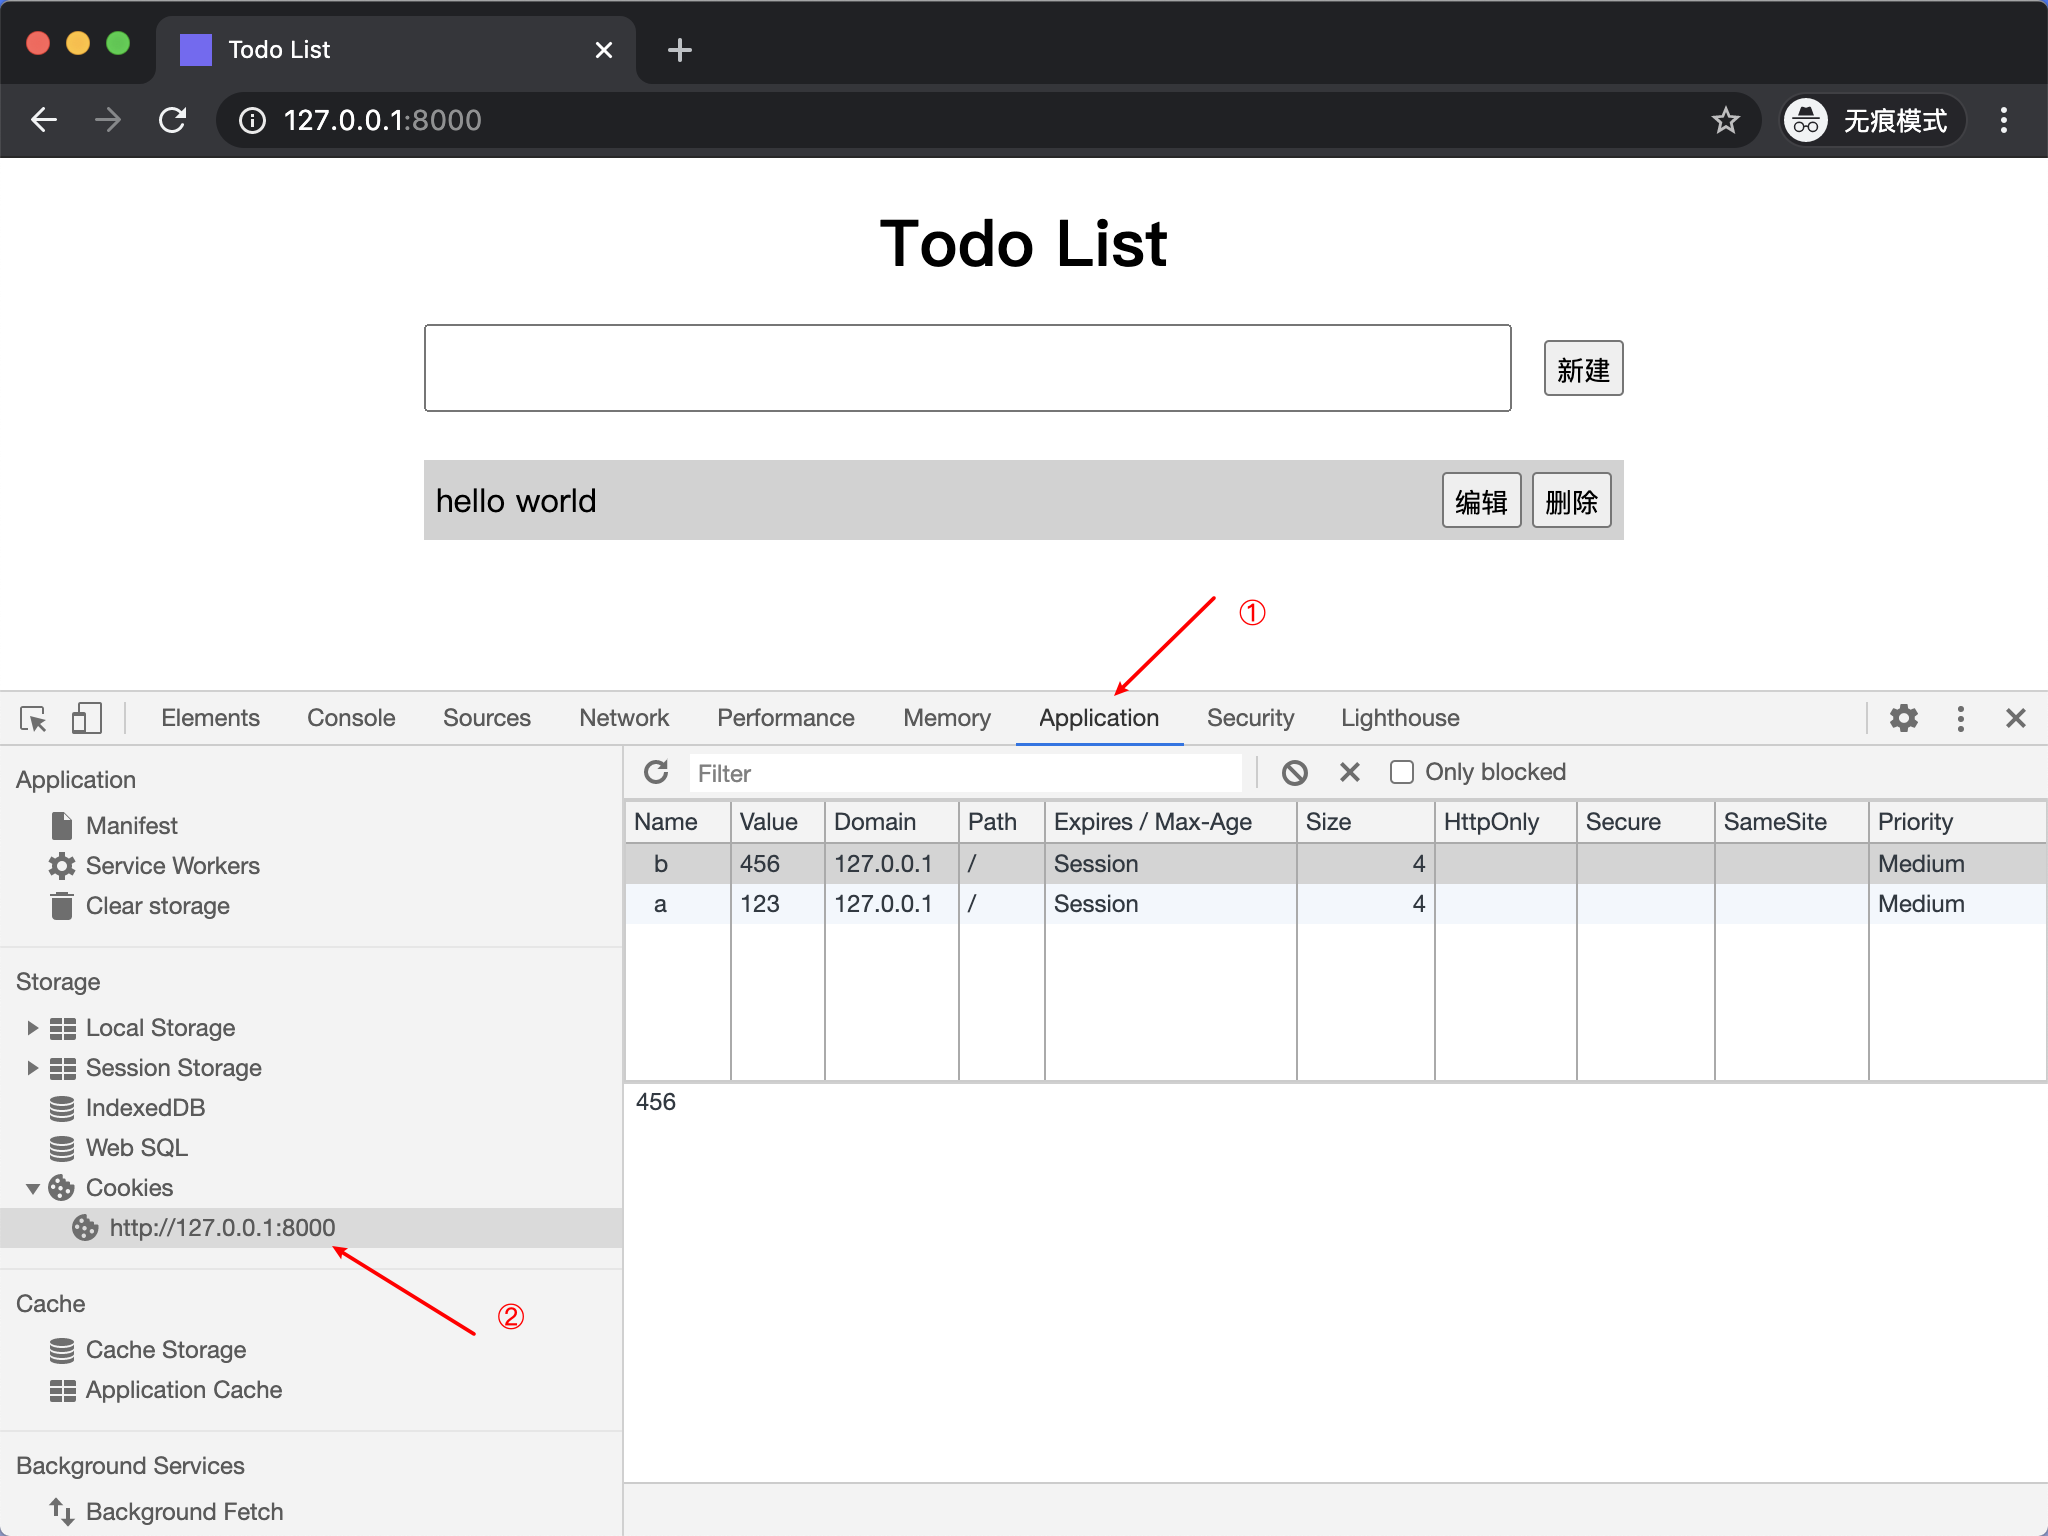 Todo List
127.0.0.1:8000
无痕模式
Todo List
新建
hello world
编辑 删除
①
Elements Console Sources Network Performance Memory Application Security Lighthouse
Application
Manifest
Service Workers
Clear storage
Storage
Local Storage
Session Storage
IndexedDB
Web SQL
Cookies
http://127.0.0.1:8000
②
Cache
Cache Storage
Application Cache
Background Services
Background Fetch
Filter Only blocked
Name Value Domain Path Expires / Max-Age Size HttpOnly Secure SameSite Priority
b 456 127.0.0.1 / Session 4 Medium
a 123 127.0.0.1 / Session 4 Medium
456